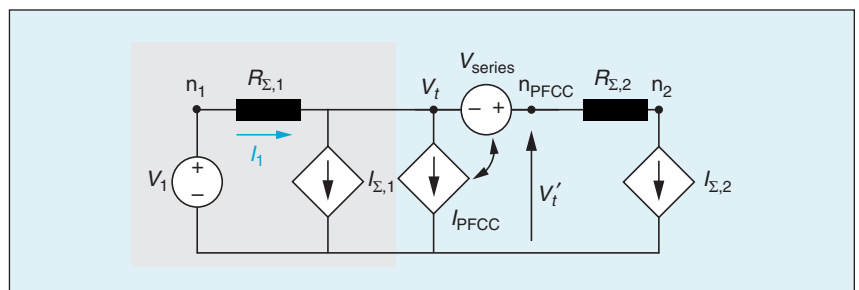 V_series
n_1 R_Σ,1 V_t n_PFCC R_Σ,2 n_2
− +
I_1
+
V_1
−
I_Σ,1 V_t′ I_Σ,2
I_PFCC